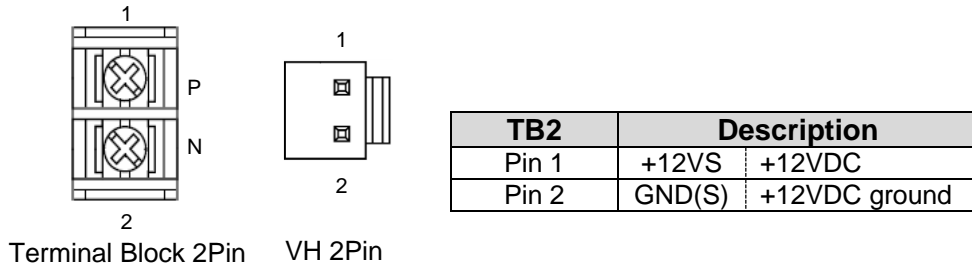 1
P
N
2
Terminal Block 2Pin
1
2
VH 2Pin
TB2 Description
Pin 1 +12VS +12VDC
Pin 2 GND(S) +12VDC ground